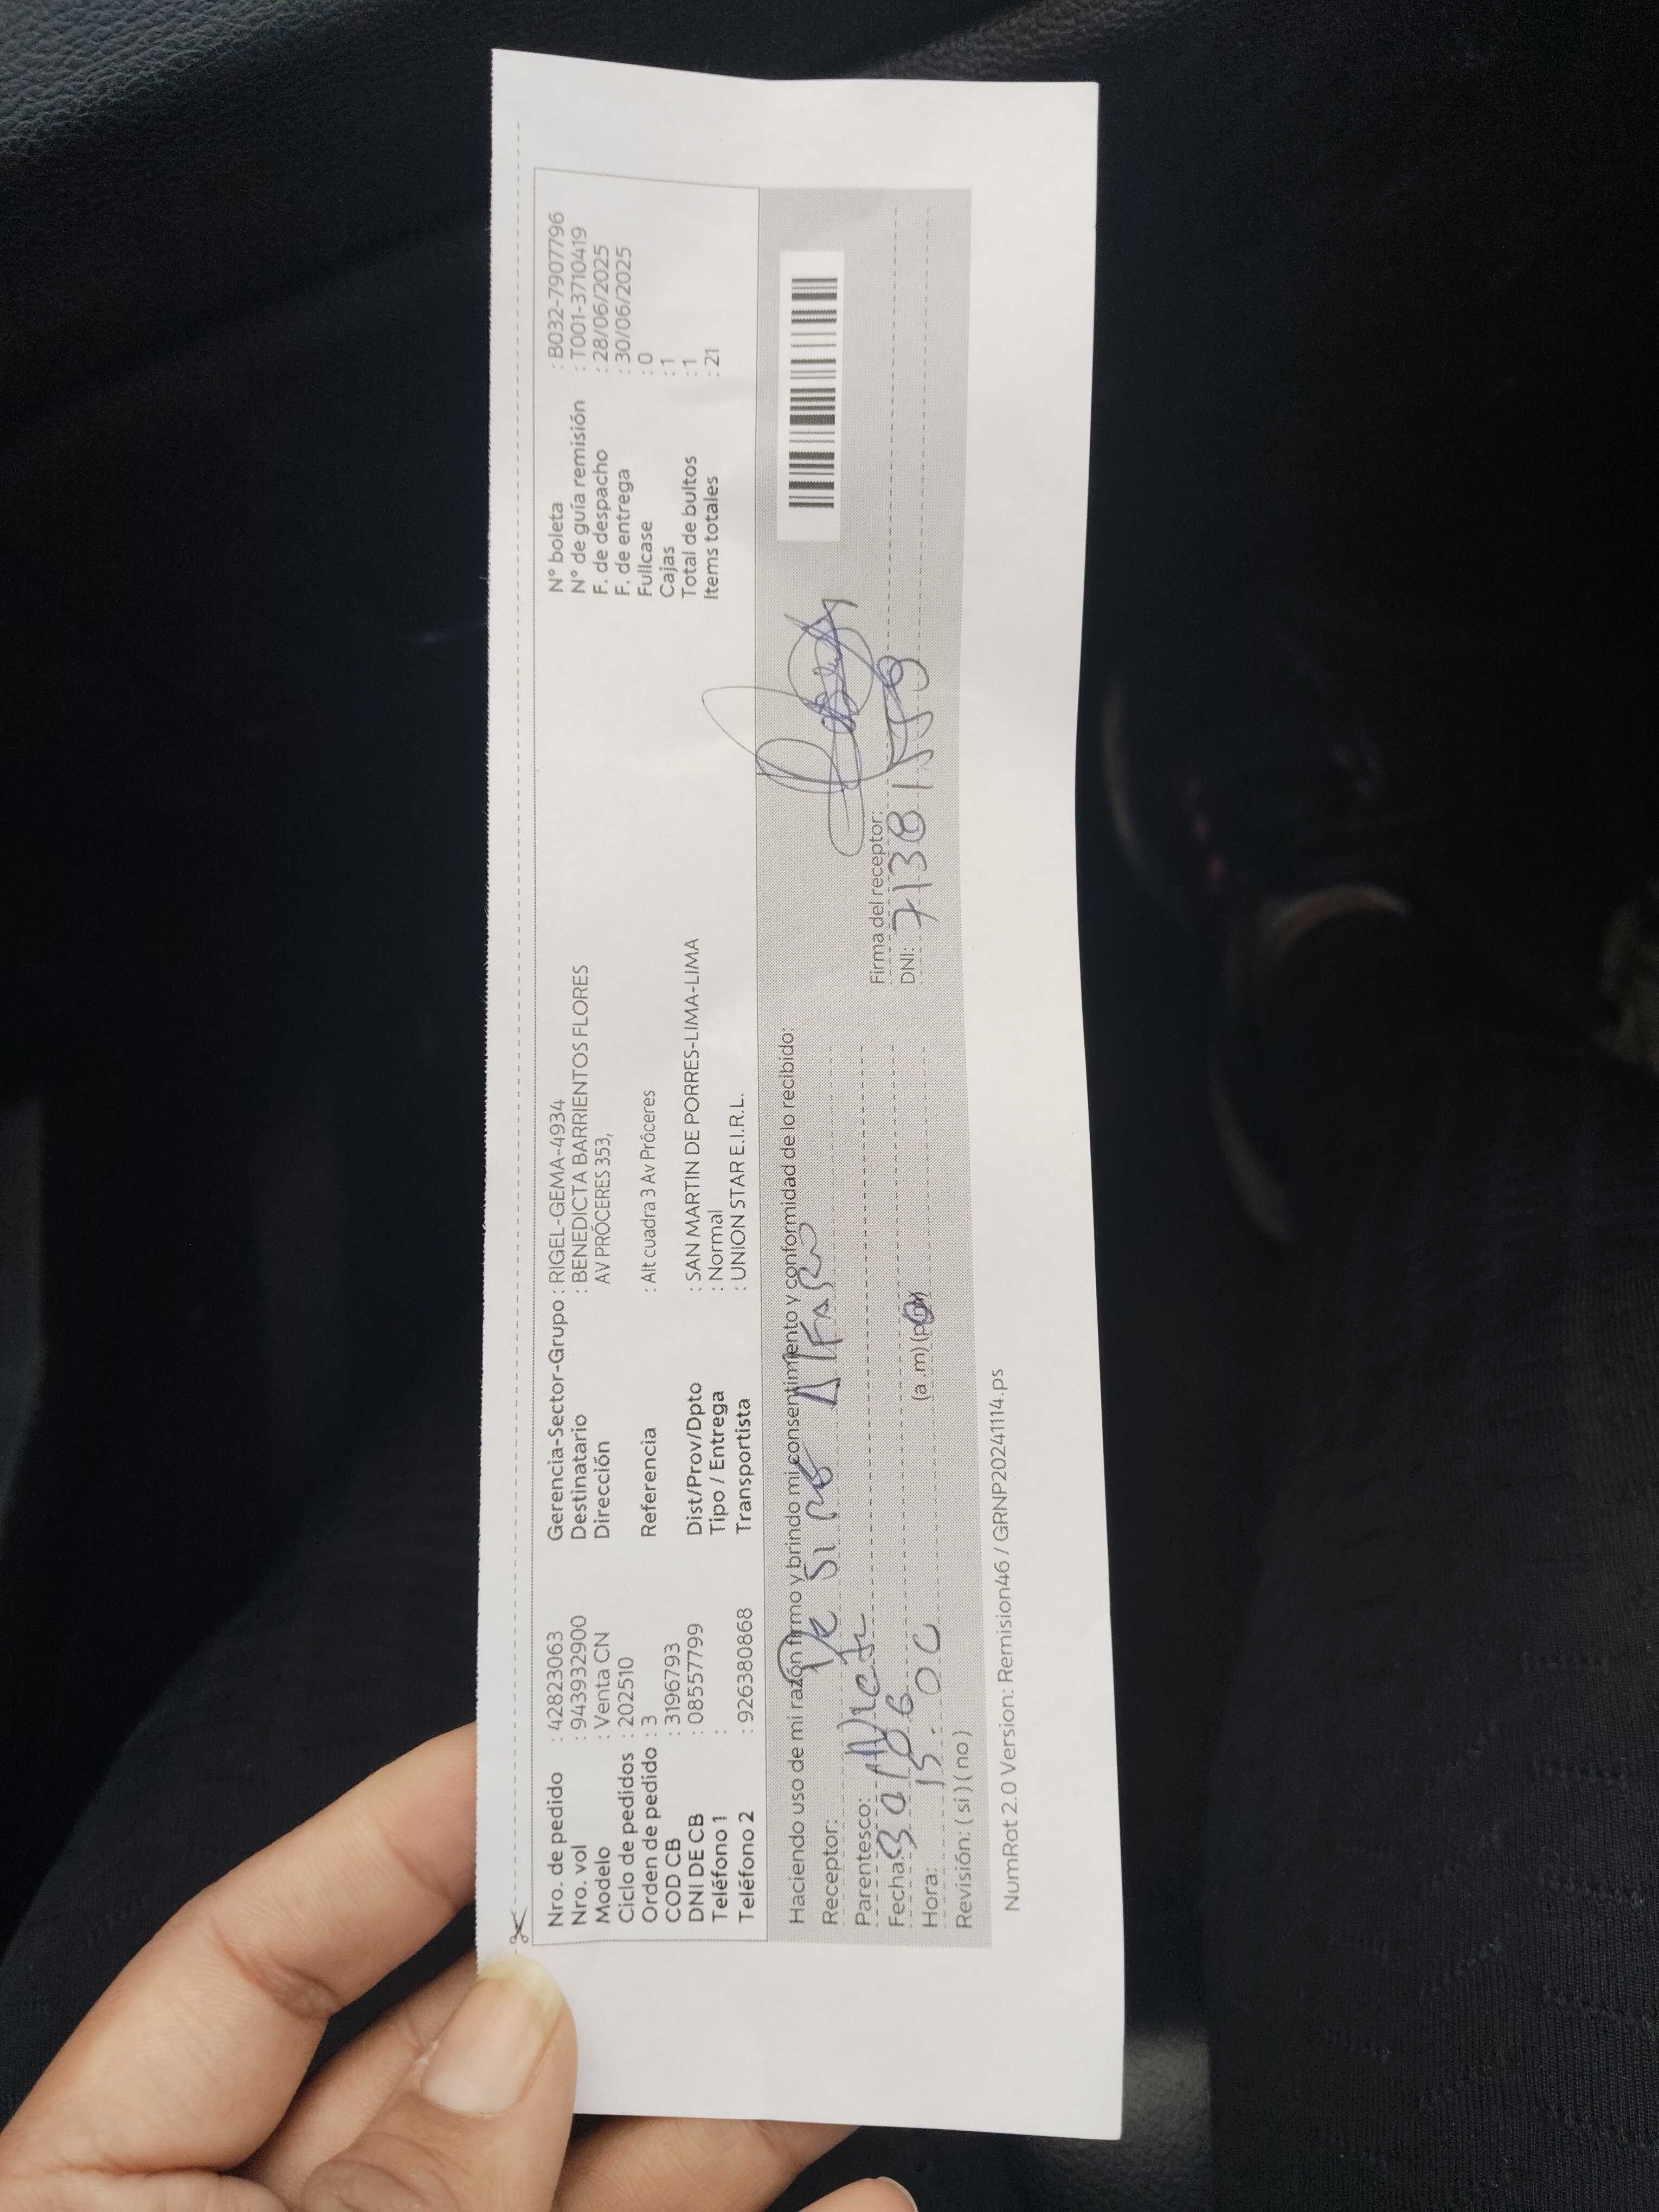 Nro. de pedido : 42823063
Nro. vol : 943932900
Modelo : Venta CN
Ciclo de pedidos : 202510
Orden de pedido : 3
COD CB : 3196793
DNI DE CB : 08557799
Teléfono 1 :
Teléfono 2 : 926380868
Gerencia-Sector-Grupo : RIGEL-GEMA-4934
Destinatario : BENEDICTA BARRIENTOS FLORES
Dirección AV PRÓCERES 353,
Referencia : Alt cuadra 3 Av Próceres
Dist/Prov/Dpto : SAN MARTIN DE PORRES-LIMA-LIMA
Tipo / Entrega : Normal
Transportista : UNION STAR E.I.R.L.
N° boleta : B032-7907796
N° de guía remisión : T001-3710419
F. de despacho : 28/06/2025
F. de entrega : 30/06/2025
Fullcase : 0
Cajas : 1
Total de bultos : 1
Items totales : 21
Haciendo uso de mi razón firmo y brindo mi consentimiento y conformidad de lo recibido:
Receptor: Alfaro
Parentesco:
Fecha: 30/06
Hora: 15:00 (a .m) (p.m)
Revisión: ( si ) ( no )
Firma del receptor:
DNI: 71381559
NumRot 2.0 Version: Remision46 / GRNP20241114.ps